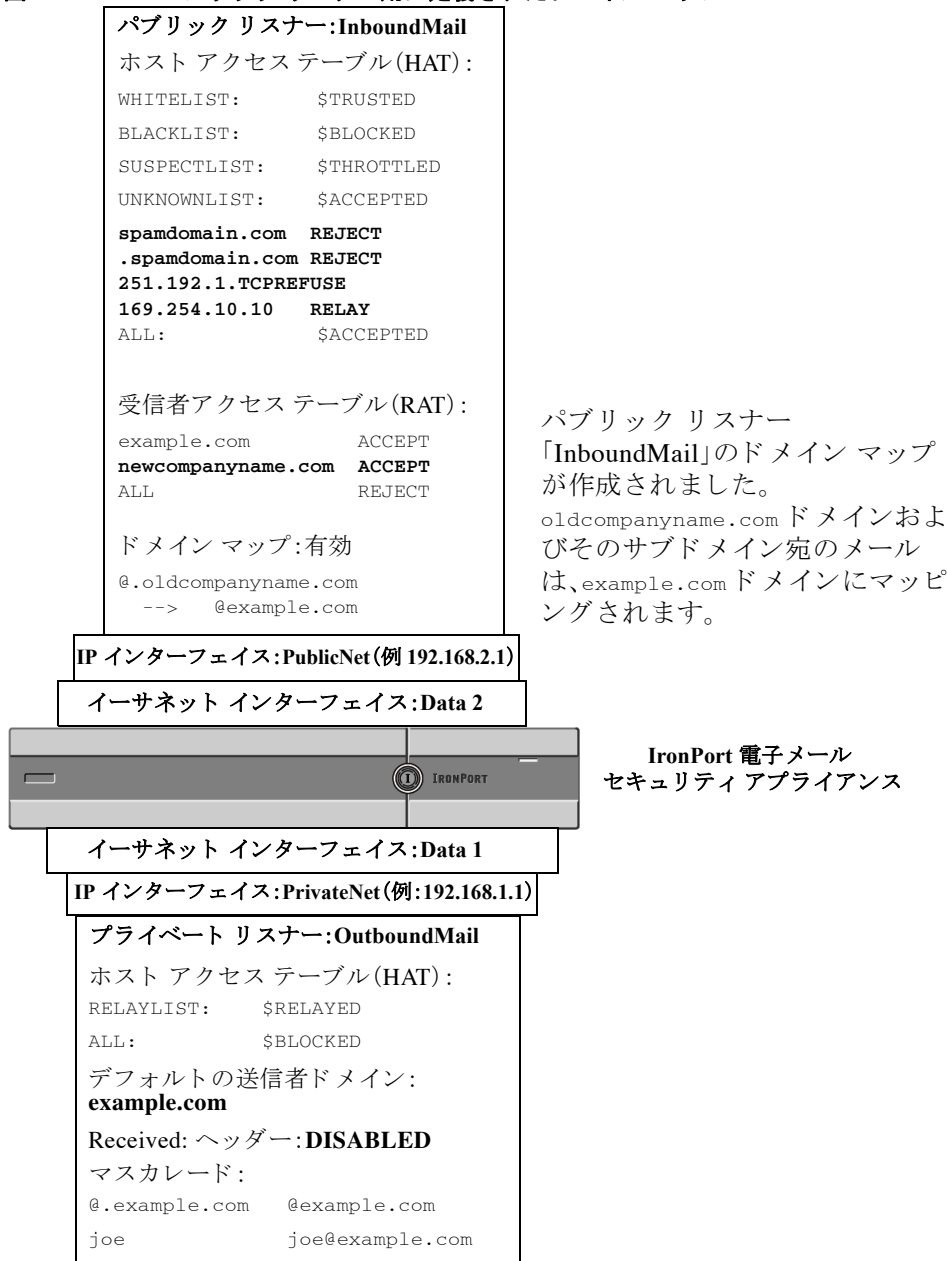 パブリック リスナー:InboundMail
ホスト アクセス テーブル(HAT):
WHITELIST: $TRUSTED
BLACKLIST: $BLOCKED
SUSPECTLIST: $THROTTLED
UNKNOWNLIST: $ACCEPTED
spamdomain.com REJECT
.spamdomain.com REJECT
251.192.1.TCPREFUSE
169.254.10.10 RELAY
ALL: $ACCEPTED
受信者アクセス テーブル(RAT):
example.com ACCEPT
newcompanyname.com ACCEPT
ALL REJECT
ドメイン マップ:有効
@.oldcompanyname.com
--> @example.com
パブリック リスナー
「InboundMail」のドメイン マップ
が作成されました。
oldcompanyname.com ドメインおよ
びそのサブドメイン宛のメール
は、example.com ドメインにマッピ
ングされます。
IP インターフェイス:PublicNet(例 192.168.2.1)
イーサネット インターフェイス:Data 2
IRONPORT
IronPort 電子メール
セキュリティ アプライアンス
イーサネット インターフェイス:Data 1
IP インターフェイス:PrivateNet(例:192.168.1.1)
プライベート リスナー:OutboundMail
ホスト アクセス テーブル(HAT):
RELAYLIST: $RELAYED
ALL: $BLOCKED
デフォルトの送信者ドメイン:
example.com
Received: ヘッダー:DISABLED
マスカレード:
@.example.com @example.com
joe joe@example.com